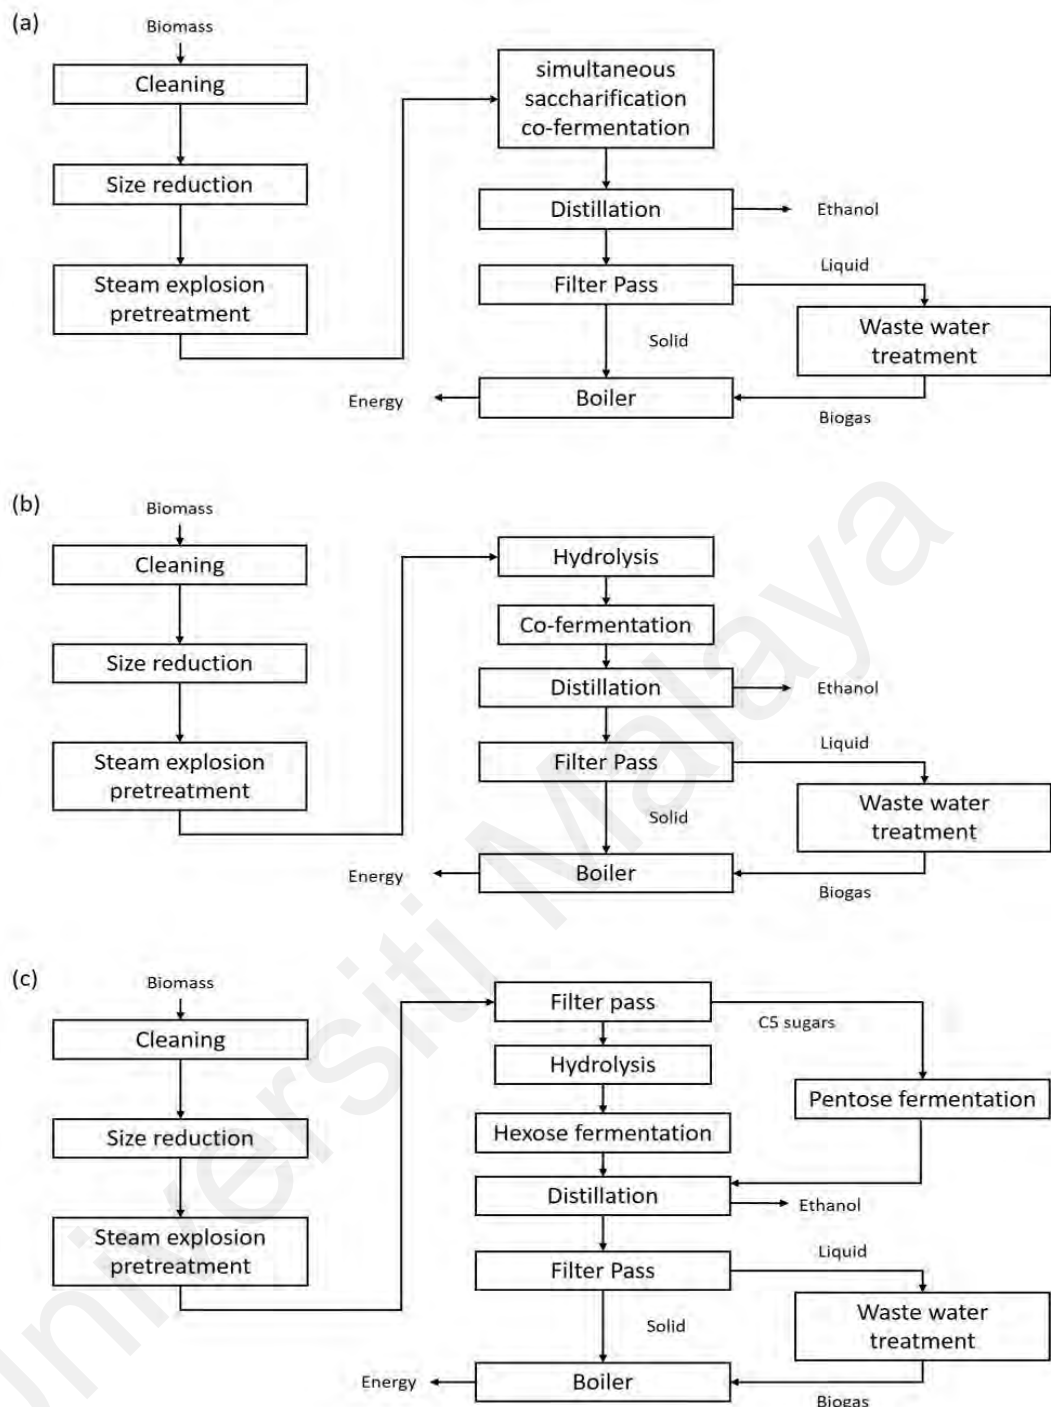 (a)
Biomass
Cleaning
Size reduction
Steam explosion
pretreatment
simultaneous
saccharification
co-fermentation
Distillation
Ethanol
Filter Pass
Liquid
Waste water
treatment
Solid
Boiler
Energy
Biogas
(b)
Biomass
Cleaning
Size reduction
Steam explosion
pretreatment
Hydrolysis
Co-fermentation
Distillation
Ethanol
Filter Pass
Liquid
Waste water
treatment
Solid
Boiler
Energy
Biogas
(c)
Biomass
Cleaning
Size reduction
Steam explosion
pretreatment
Filter pass
C5 sugars
Pentose fermentation
Hydrolysis
Hexose fermentation
Distillation
Ethanol
Filter Pass
Liquid
Waste water
treatment
Solid
Boiler
Energy
Biogas
Universiti Malaya